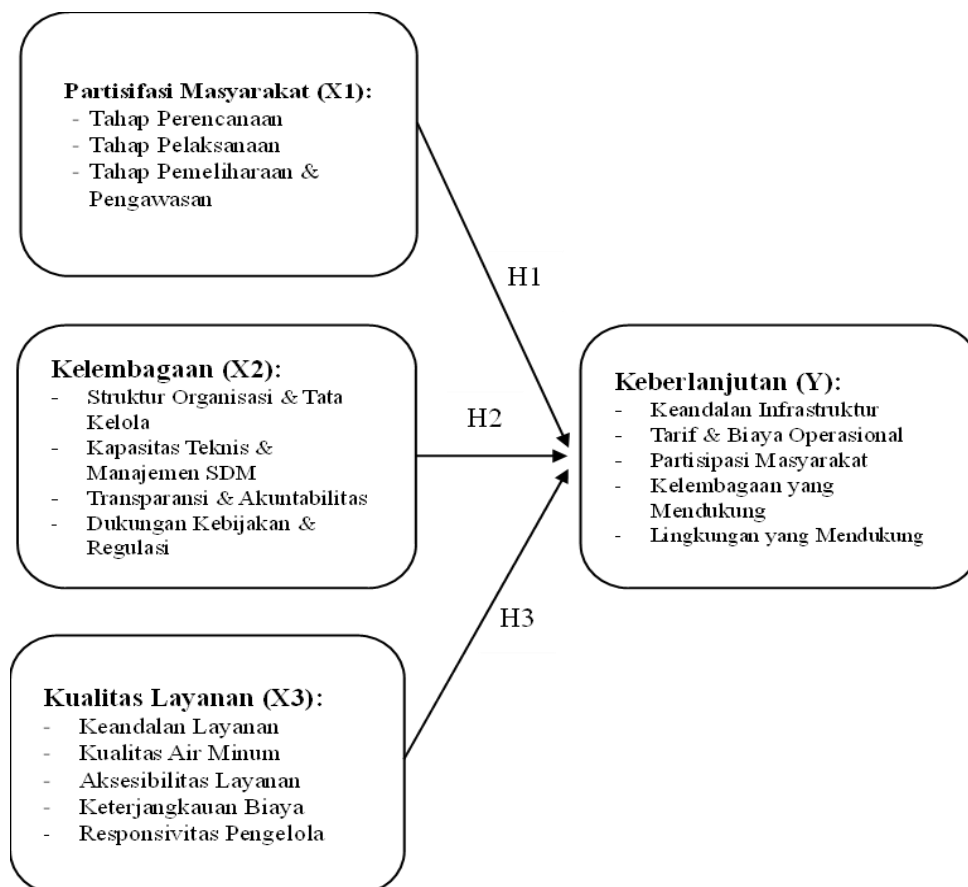 Partisifasi Masyarakat (X1):
- Tahap Perencanaan
- Tahap Pelaksanaan
- Tahap Pemeliharaan &
Pengawasan
H1
Kelembagaan (X2):
- Struktur Organisasi & Tata
Kelola
- Kapasitas Teknis &
Manajemen SDM
- Transparansi & Akuntabilitas
- Dukungan Kebijakan &
Regulasi
H2
Keberlanjutan (Y):
- Keandalan Infrastruktur
- Tarif & Biaya Operasional
- Partisipasi Masyarakat
- Kelembagaan yang
Mendukung
- Lingkungan yang Mendukung
H3
Kualitas Layanan (X3):
- Keandalan Layanan
- Kualitas Air Minum
- Aksesibilitas Layanan
- Keterjangkauan Biaya
- Responsivitas Pengelola